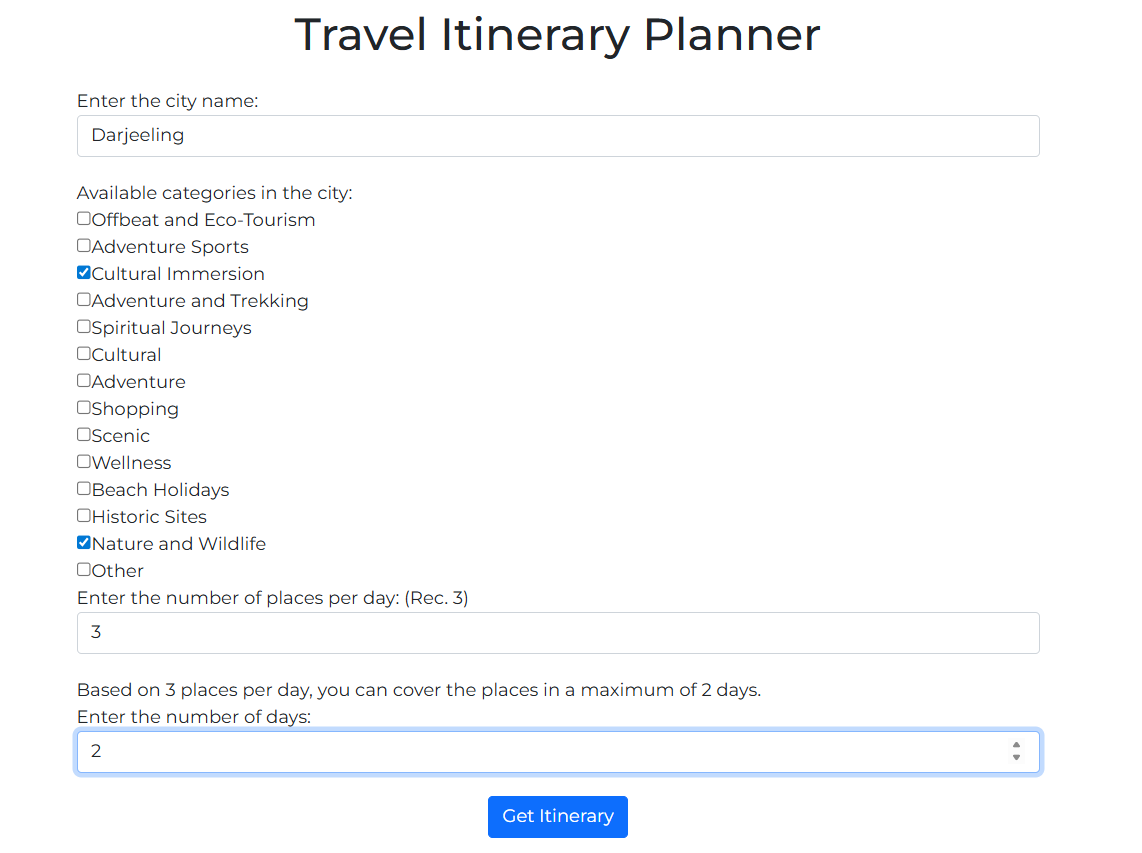 Travel Itinerary Planner
Enter the city name:
Darjeeling
Available categories in the city:
Offbeat and Eco-Tourism
Adventure Sports
Cultural Immersion
Adventure and Trekking
Spiritual Journeys
Cultural
Adventure
Shopping
Scenic
Wellness
Beach Holidays
Historic Sites
Nature and Wildlife
Other
Enter the number of places per day: (Rec. 3)
3
Based on 3 places per day, you can cover the places in a maximum of 2 days.
Enter the number of days:
2
Get Itinerary